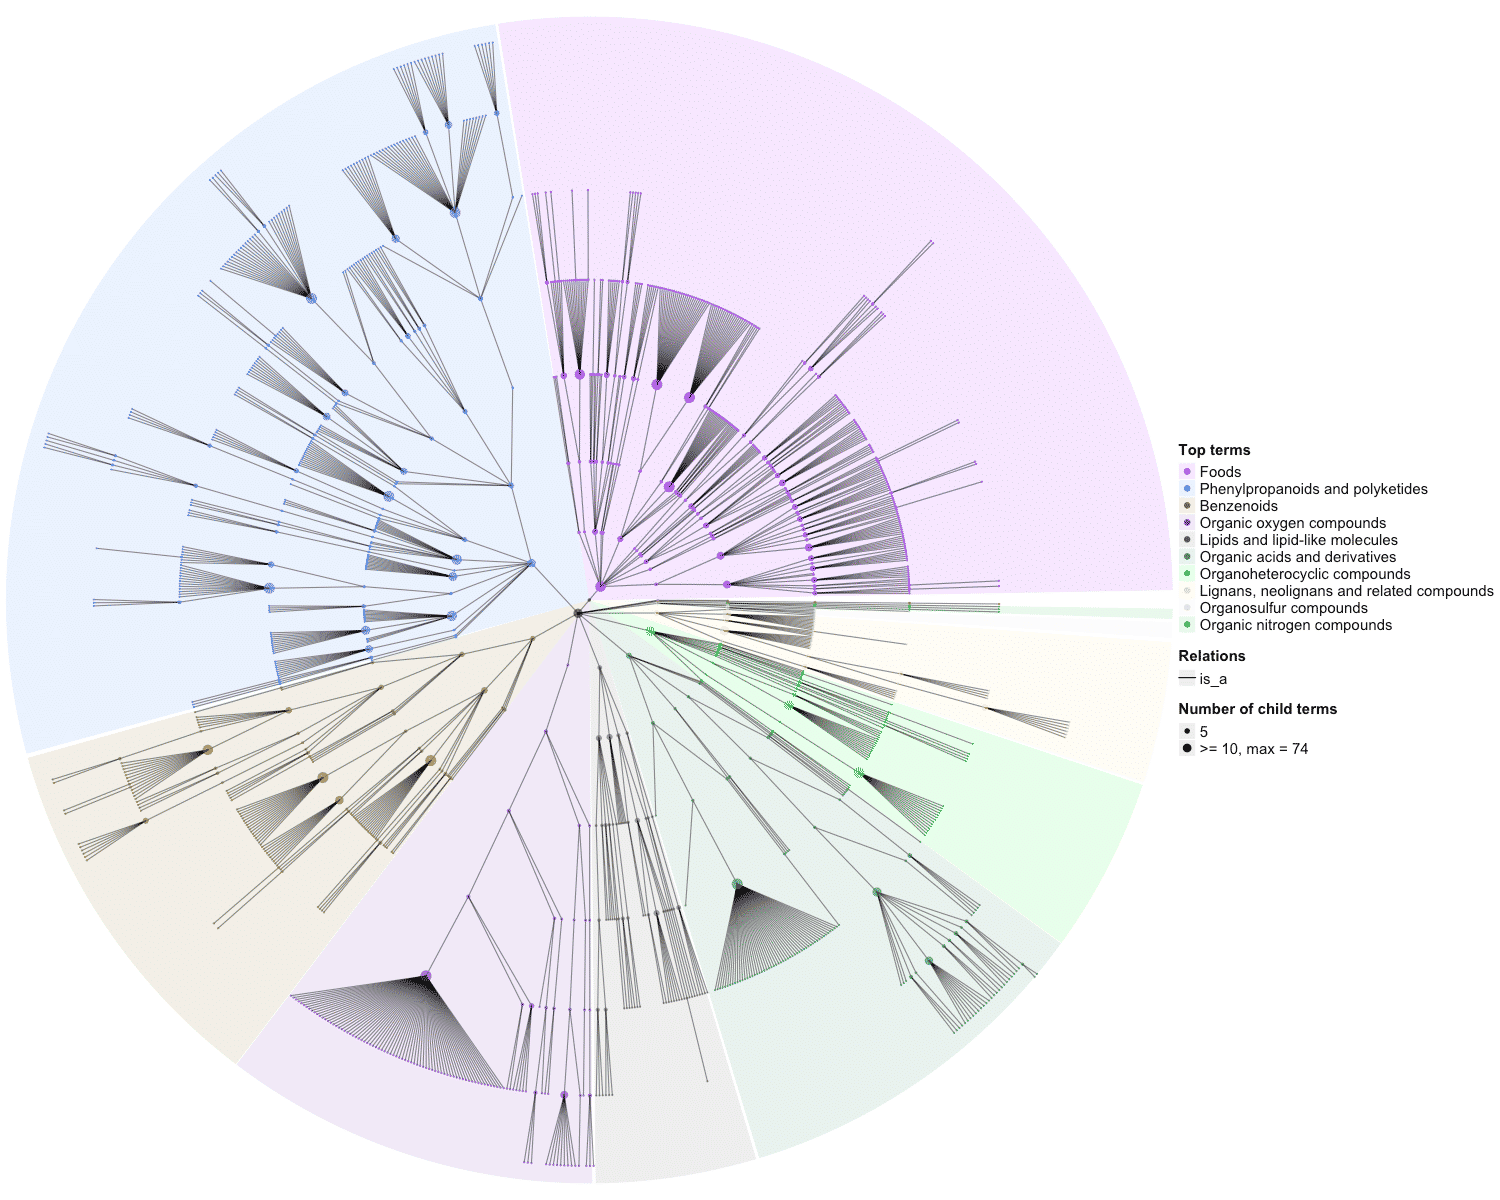 Top terms
Foods
Phenylpropanoids and polyketides
Benzenoids
Organic oxygen compounds
Lipids and lipid-like molecules
Organic acids and derivatives
Organoheterocyclic compounds
Lignans, neolignans and related compounds
Organosulfur compounds
Organic nitrogen compounds
Relations
is_a
Number of child terms
5
>= 10, max = 74